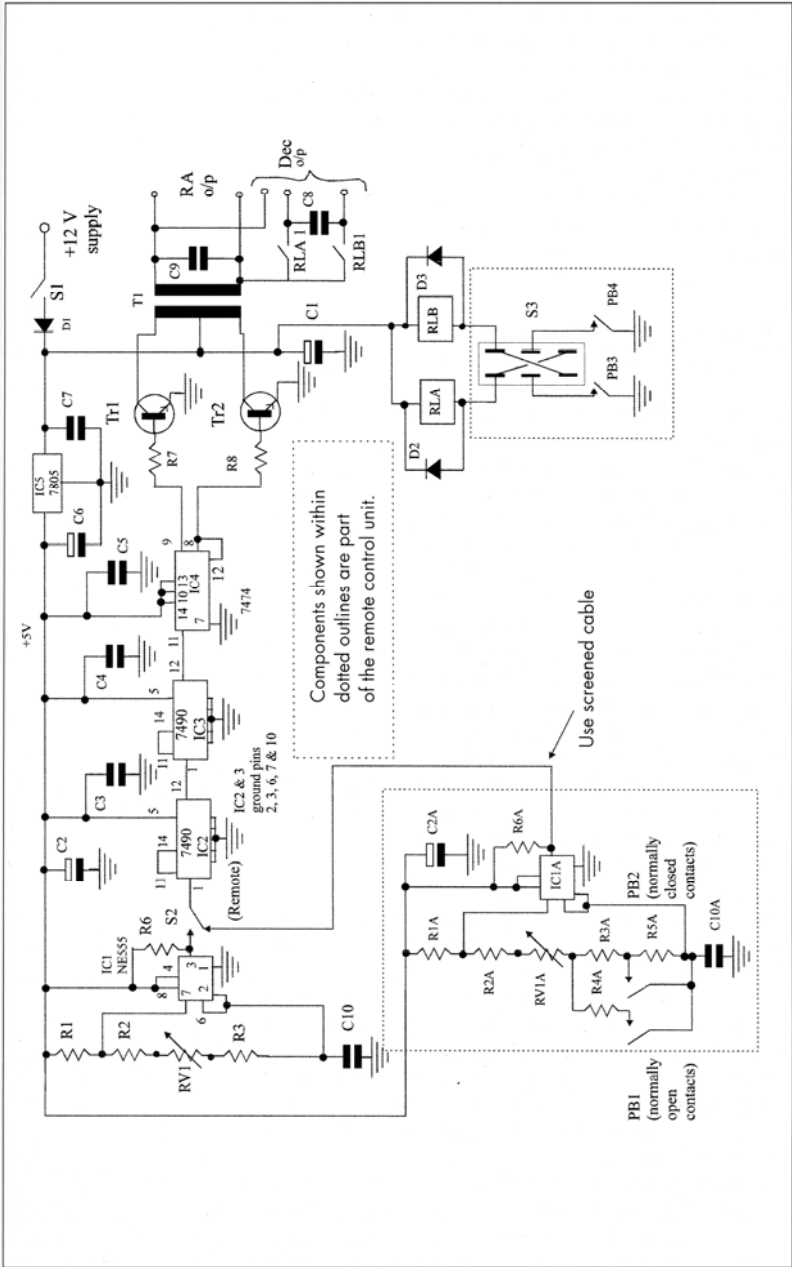 +12 V
supply
S1
D1
C7
IC5
7805
C6
+5V
C5
C4
C3
C2
T1
C9
RA
o/p
Dec
o/p
C8
RLA 1
RLB1
Tr1
Tr2
R7
R8
C1
9
8
14 10 13
IC4
12
7
7474
11
12
5
14
7490
IC3
11
1
12
5
14
7490
IC2
11
1
IC2 & 3
ground pins
2, 3, 6, 7 & 10
S2
(Remote)
R6
IC1
NE555
8
4
7
3
1
2
6
R1
R2
RV1
R3
C10
D3
RLB
D2
RLA
S3
PB3
PB4
Components shown within
dotted outlines are part
of the remote control unit.
Use screened cable
C2A
R6A
IC1A
R1A
R2A
RV1A
R3A
R4A
R5A
C10A
PB2
(normally
closed
contacts)
PB1
(normally
open
contacts)